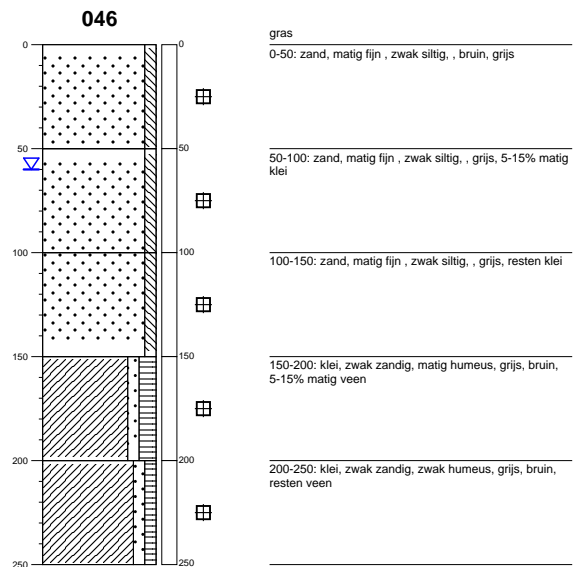 046
gras
0
0
0-50: zand, matig fijn , zwak siltig, , bruin, grijs
50
50
50-100: zand, matig fijn , zwak siltig, , grijs, 5-15% matig
klei
100
100
100-150: zand, matig fijn , zwak siltig, , grijs, resten klei
150
150
150-200: klei, zwak zandig, matig humeus, grijs, bruin,
5-15% matig veen
200
200
200-250: klei, zwak zandig, zwak humeus, grijs, bruin,
resten veen
250
250